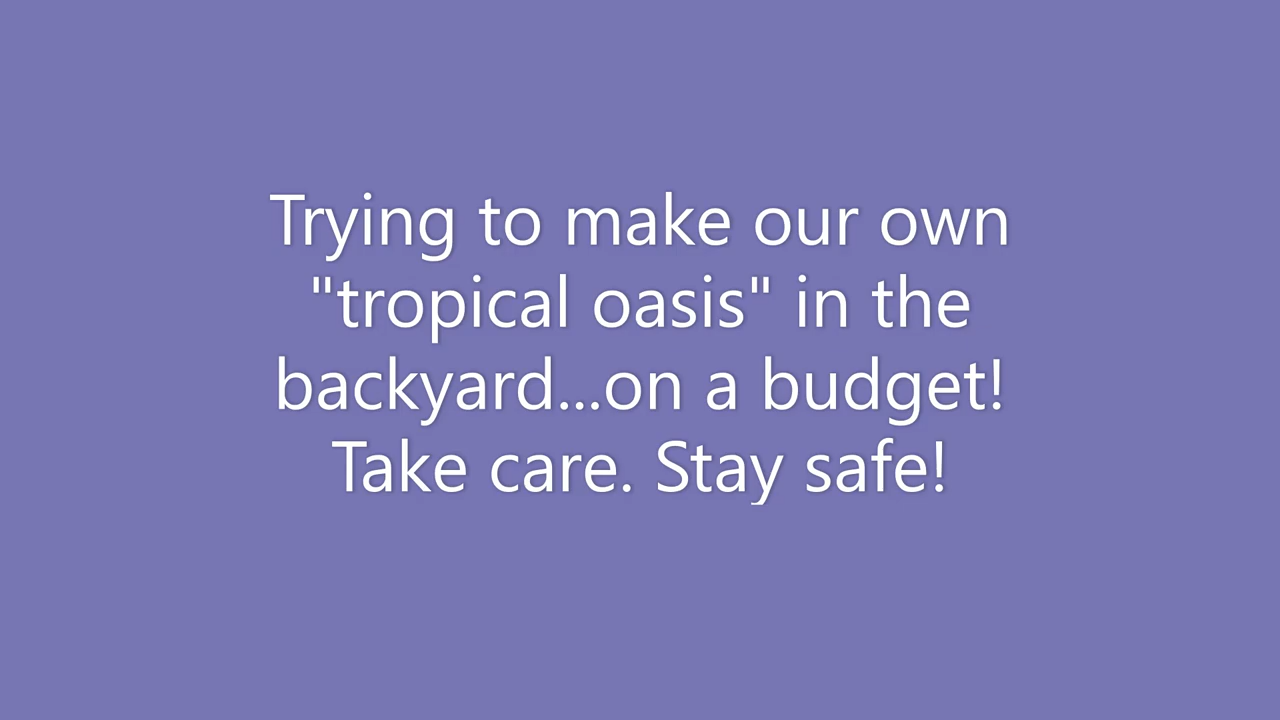 Trying to make our own
"tropical oasis" in the
backyard...on a budget!
Take care. Stay safe!